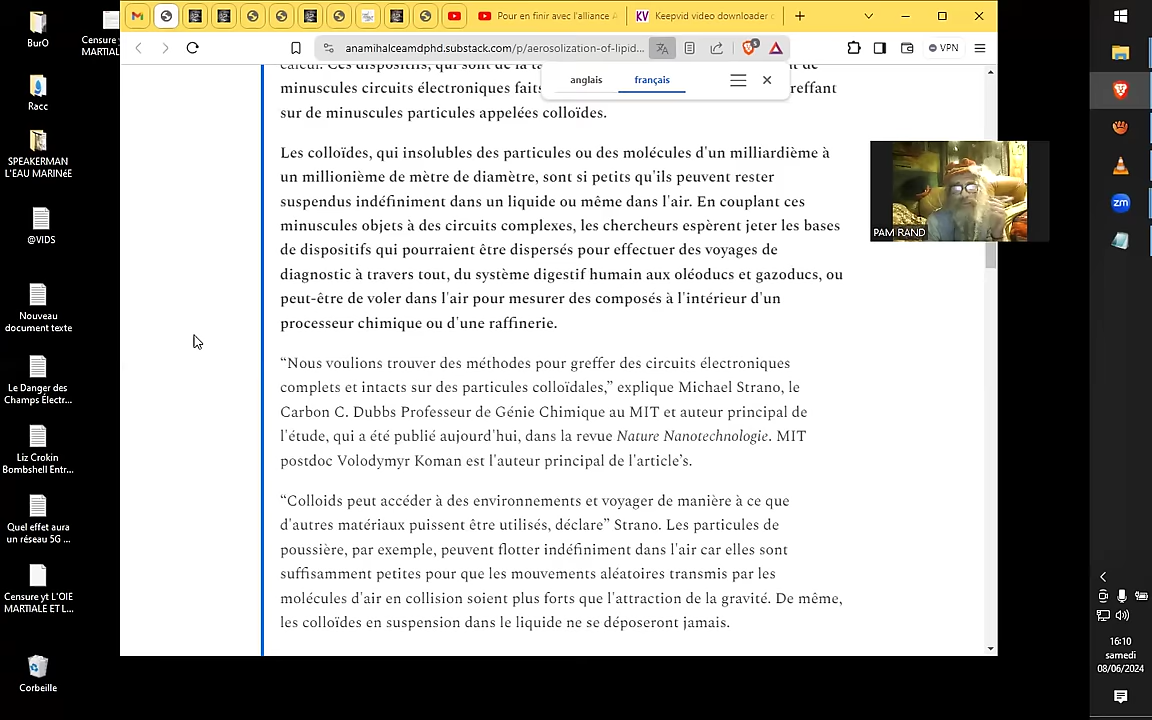 BurO
Censure
MARTIALE
Racc
SPEAKERMAN
L'EAU MARINéE
@VIDS
Nouveau
document texte
Le Danger des
Champs Électr...
Liz Crokin
Bombshell Entr...
Quel effet aura
un réseau 5G ...
Censure yt L'OIE
MARTIALE ET L...
Corbeille
Pour en finir avec l'alliance
KV Keepvid video downloader
anamihalceamdphd.substack.com/p/aerosolization-of-lipid...
VPN
anglais
français
minuscules circuits électroniques faits
reffant
sur de minuscules particules appelées colloïdes.
Les colloïdes, qui insolubles des particules ou des molécules d'un milliardième à
un millionième de mètre de diamètre, sont si petits qu'ils peuvent rester
suspendus indéfiniment dans un liquide ou même dans l'air. En couplant ces
minuscules objets à des circuits complexes, les chercheurs espèrent jeter les bases
de dispositifs qui pourraient être dispersés pour effectuer des voyages de
diagnostic à travers tout, du système digestif humain aux oléoducs et gazoducs, ou
peut-être de voler dans l'air pour mesurer des composés à l'intérieur d'un
processeur chimique ou d'une raffinerie.
“Nous voulions trouver des méthodes pour greffer des circuits électroniques
complets et intacts sur des particules colloïdales,” explique Michael Strano, le
Carbon C. Dubbs Professeur de Génie Chimique au MIT et auteur principal de
l'étude, qui a été publié aujourd'hui, dans la revue Nature Nanotechnologie. MIT
postdoc Volodymyr Koman est l'auteur principal de l'article’s.
“Colloids peut accéder à des environnements et voyager de manière à ce que
d'autres matériaux puissent être utilisés, déclare” Strano. Les particules de
poussière, par exemple, peuvent flotter indéfiniment dans l'air car elles sont
suffisamment petites pour que les mouvements aléatoires transmis par les
molécules d'air en collision soient plus forts que l'attraction de la gravité. De même,
les colloïdes en suspension dans le liquide ne se déposeront jamais.
PAM RAND
zm
16:10
samedi
08/06/2024